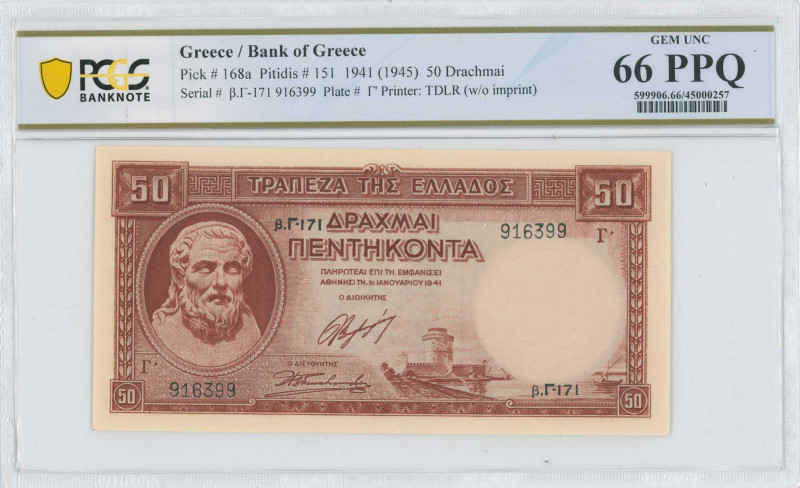 PCGS
BANKNOTE
Greece / Bank of Greece
Pick # 168a Pitidis # 151 1941 (1945) 50 Drachmai
Serial # β.Γ-171 916399 Plate # Γ' Printer: TDLR (w/o imprint)
GEM UNC
66 PPQ
599906.66/45000257
50
ΤΡΑΠΕΖΑ ΤΗΣ ΕΛΛΑΔΟΣ
50
β.Γ-171 ΔΡΑΧΜΑΙ
916399 Γ'
ΠΕΝΤΗΚΟΝΤΑ
ΠΛΗΡΩΤΕΑΙ ΕΠΙ ΤΗ ΕΜΦΑΝΙΣΕΙ
ΑΘΗΝΗΣΙ ΤΗ. 1η ΙΑΝΟΥΑΡΙΟΥ 1941
Ο ΔΙΟΙΚΗΤΗΣ
Ο ΔΙΕΥΘΥΝΤΗΣ
Γ'
916399
β.Γ-171
50
50